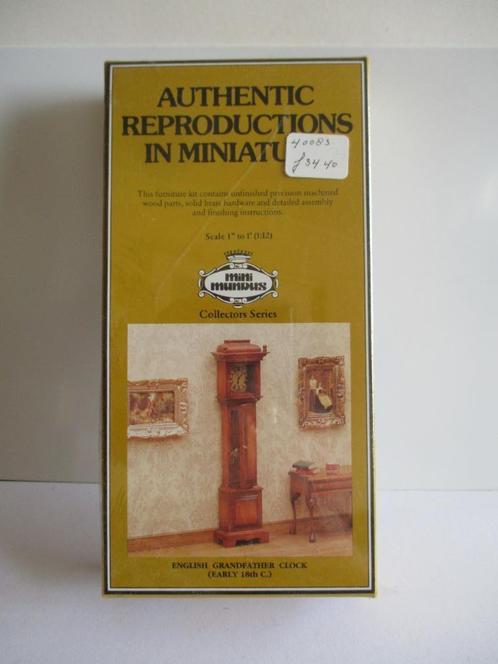 AUTHENTIC
REPRODUCTIONS
IN MINIATU
40083
ƒ34.40
This furniture kit contains unfinished precision machined
wood parts, solid brass hardware and detailed assembly
and finishing instructions.
Scale 1" to 1' (1:12)
mini
mundus
Collectors Series
ENGLISH GRANDFATHER CLOCK
(EARLY 18th C.)